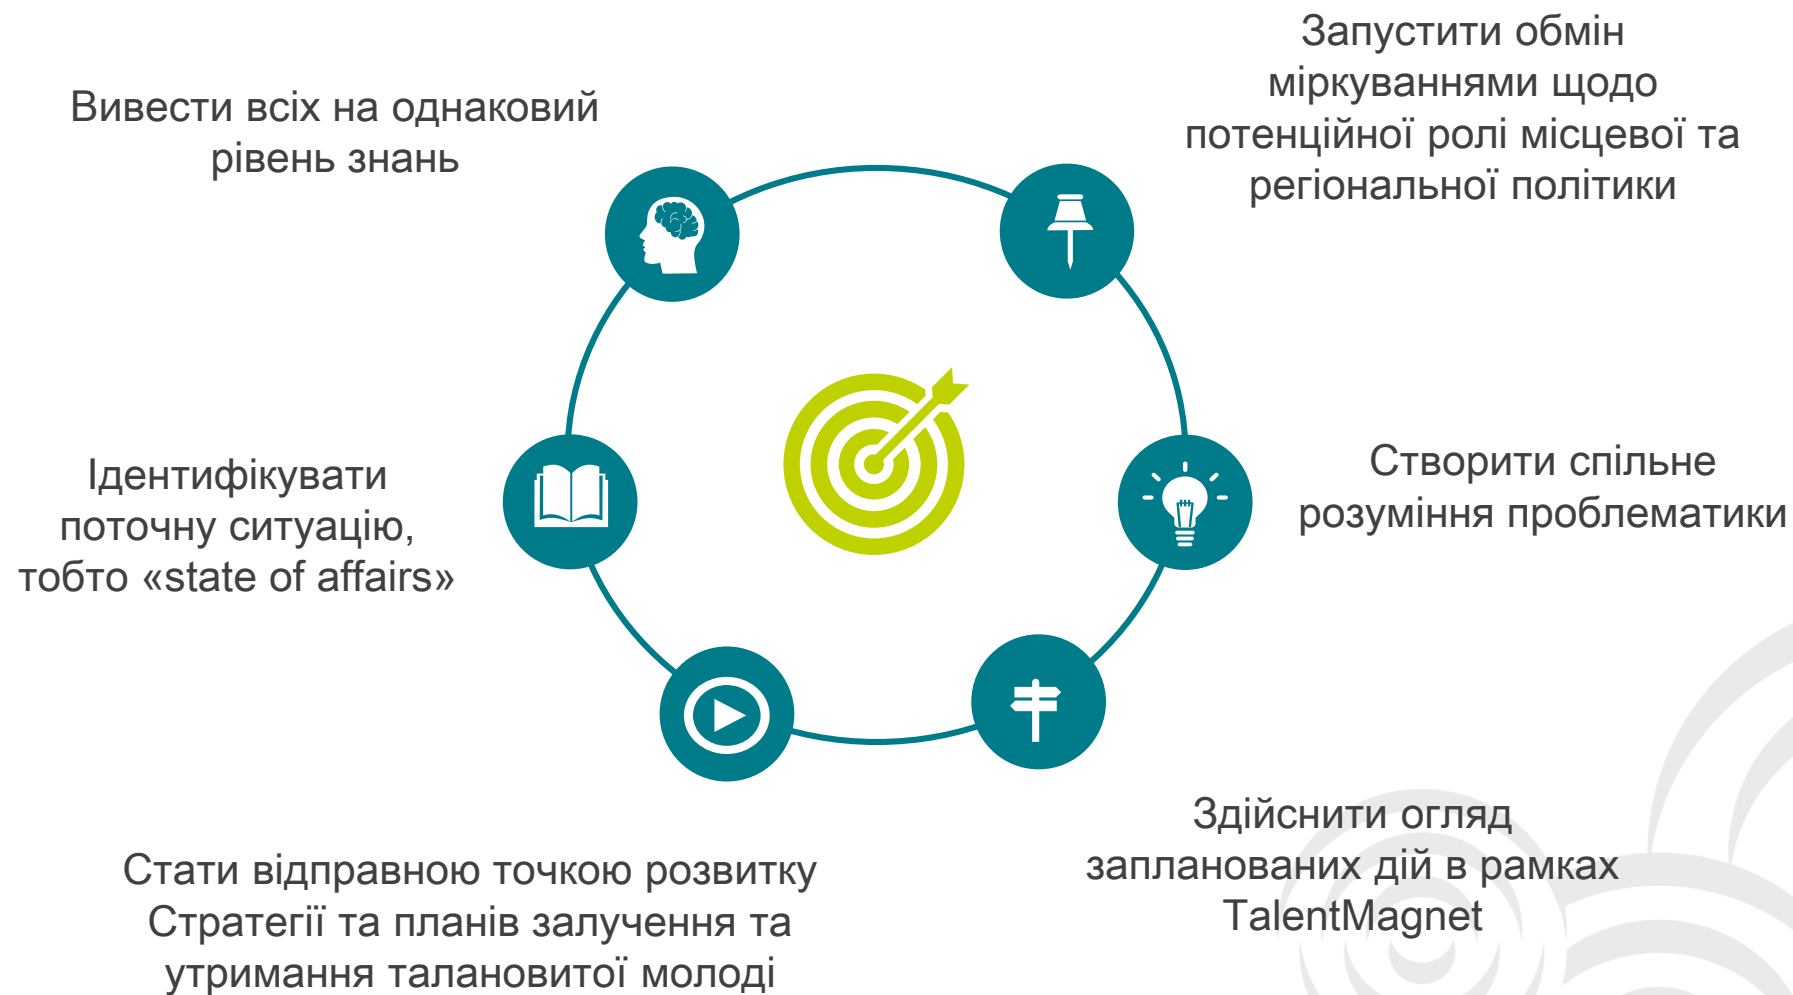 Вивести всіх на однаковий
рівень знань
Запустити обмін
міркуваннями щодо
потенційної ролі місцевої та
регіональної політики
Ідентифікувати
поточну ситуацію,
тобто «state of affairs»
Створити спільне
розуміння проблематики
Стати відправною точкою розвитку
Стратегії та планів залучення та
утримання талановитої молоді
Здійснити огляд
запланованих дій в рамках
TalentMagnet